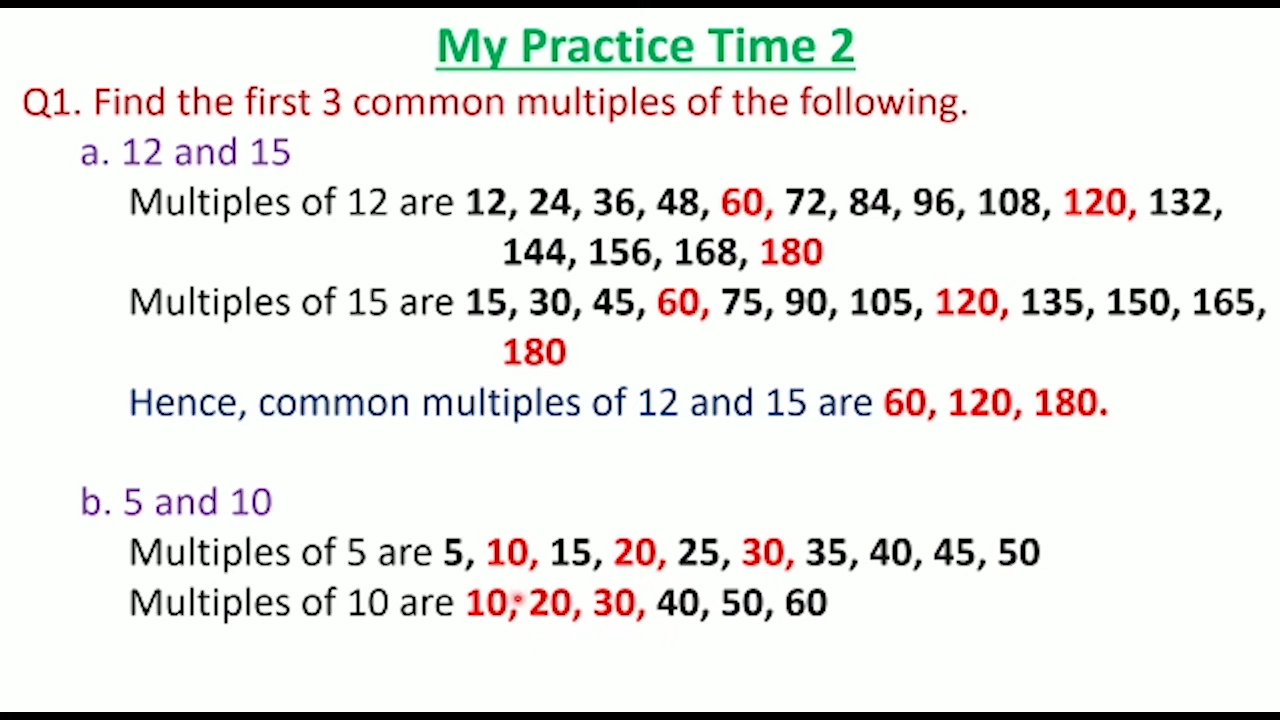 My Practice Time 2
Q1. Find the first 3 common multiples of the following.
a. 12 and 15
Multiples of 12 are 12, 24, 36, 48, 60, 72, 84, 96, 108, 120, 132,
144, 156, 168, 180
Multiples of 15 are 15, 30, 45, 60, 75, 90, 105, 120, 135, 150, 165,
180
Hence, common multiples of 12 and 15 are 60, 120, 180.
b. 5 and 10
Multiples of 5 are 5, 10, 15, 20, 25, 30, 35, 40, 45, 50
Multiples of 10 are 10, 20, 30, 40, 50, 60